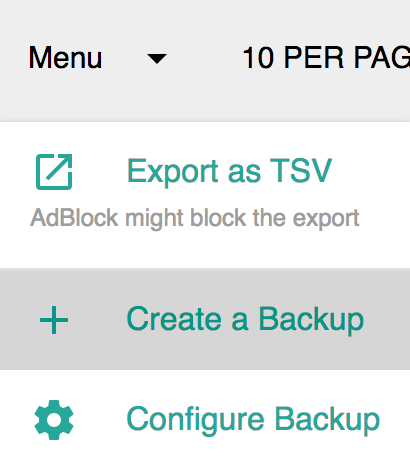 Menu 10 PER PAG
Export as TSV
AdBlock might block the export
Create a Backup
Configure Backup